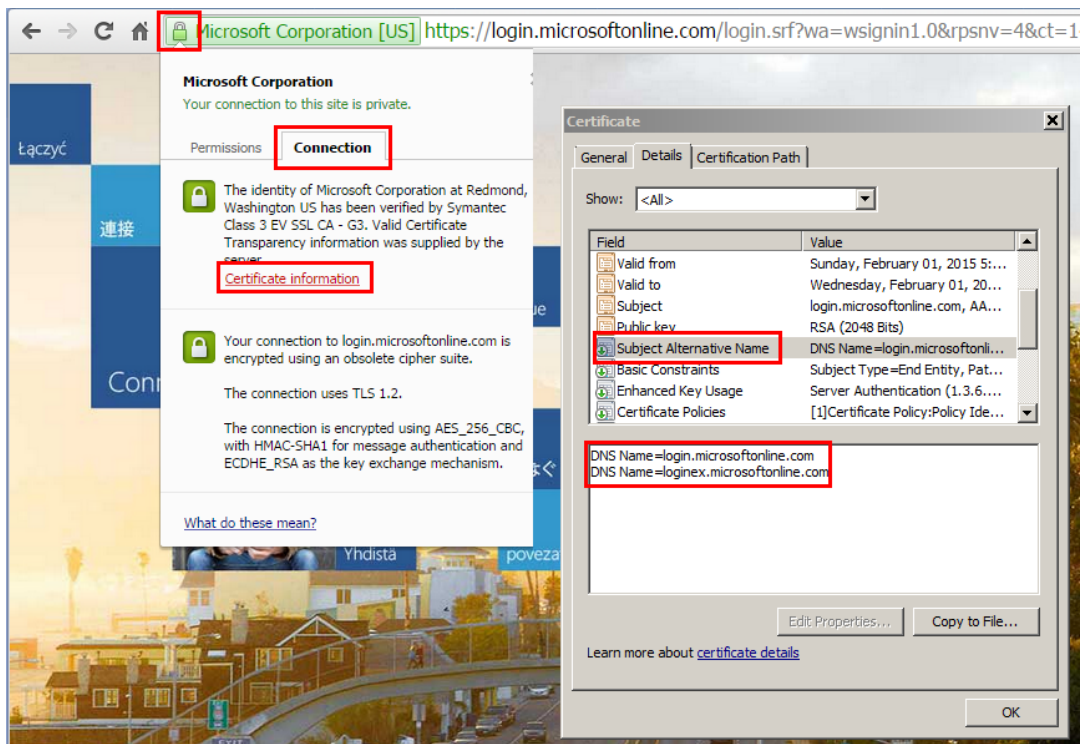 Microsoft Corporation [US] https://login.microsoftonline.com/login.srf?wa=wsignin1.0&rpsnv=4&ct=1
Łączyć
連接
Microsoft Corporation
Your connection to this site is private.
Permissions
Connection
The identity of Microsoft Corporation at Redmond,
Washington US has been verified by Symantec
Class 3 EV SSL CA - G3. Valid Certificate
Transparency information was supplied by the
server.
Certificate information
Your connection to login.microsoftonline.com is
encrypted using an obsolete cipher suite.
The connection uses TLS 1.2.
The connection is encrypted using AES_256_CBC,
with HMAC-SHA1 for message authentication and
ECDHE_RSA as the key exchange mechanism.
What do these mean?
Yhdistä
poveza
EXIT
Certificate
General
Details
Certification Path
Show:
<All>
Field Value
Valid from Sunday, February 01, 2015 5:...
Valid to Wednesday, February 01, 20...
Subject login.microsoftonline.com, AA...
Public key RSA (2048 Bits)
Subject Alternative Name DNS Name=login.microsoftonli...
Basic Constraints Subject Type=End Entity, Pat...
Enhanced Key Usage Server Authentication (1.3.6....
Certificate Policies [1]Certificate Policy:Policy Ide...
DNS Name=login.microsoftonline.com
DNS Name=loginex.microsoftonline.com
Edit Properties...
Copy to File...
Learn more about certificate details
OK